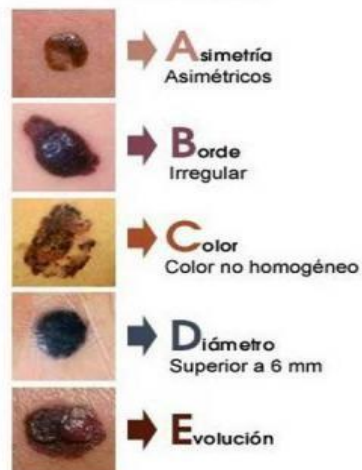 Asimetría
Asimétricos
Borde
Irregular
Color
Color no homogéneo
Diámetro
Superior a 6 mm
Evolución